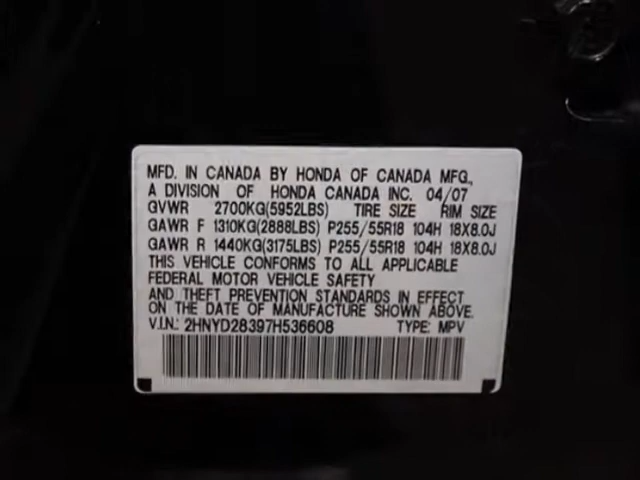 MFD. IN CANADA BY HONDA OF CANADA MFG.,
A DIVISION OF HONDA CANADA INC. 04/07
GVWR 2700KG(5952LBS) TIRE SIZE RIM SIZE
GAWR F 1310KG(2888LBS) P255/55R18 104H 18X8.0J
GAWR R 1440KG(3175LBS) P255/55R18 104H 18X8.0J
THIS VEHICLE CONFORMS TO ALL APPLICABLE
FEDERAL MOTOR VEHICLE SAFETY
AND THEFT PREVENTION STANDARDS IN EFFECT
ON THE DATE OF MANUFACTURE SHOWN ABOVE.
V.I.N.: 2HNYD28397H536608 TYPE: MPV